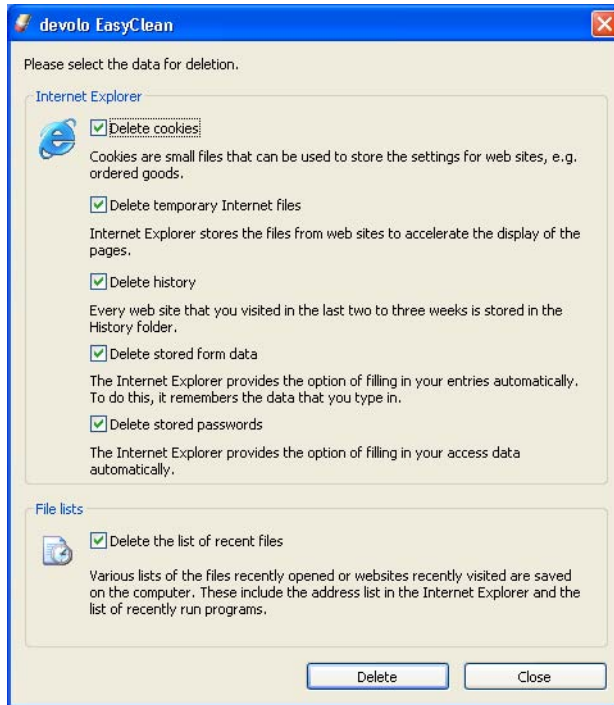 devolo EasyClean
Please select the data for deletion.
Internet Explorer
Delete cookies
Cookies are small files that can be used to store the settings for web sites, e.g.
ordered goods.
Delete temporary Internet files
Internet Explorer stores the files from web sites to accelerate the display of the
pages.
Delete history
Every web site that you visited in the last two to three weeks is stored in the
History folder.
Delete stored form data
The Internet Explorer provides the option of filling in your entries automatically.
To do this, it remembers the data that you type in.
Delete stored passwords
The Internet Explorer provides the option of filling in your access data
automatically.
File lists
Delete the list of recent files
Various lists of the files recently opened or websites recently visited are saved
on the computer. These include the address list in the Internet Explorer and the
list of recently run programs.
Delete
Close